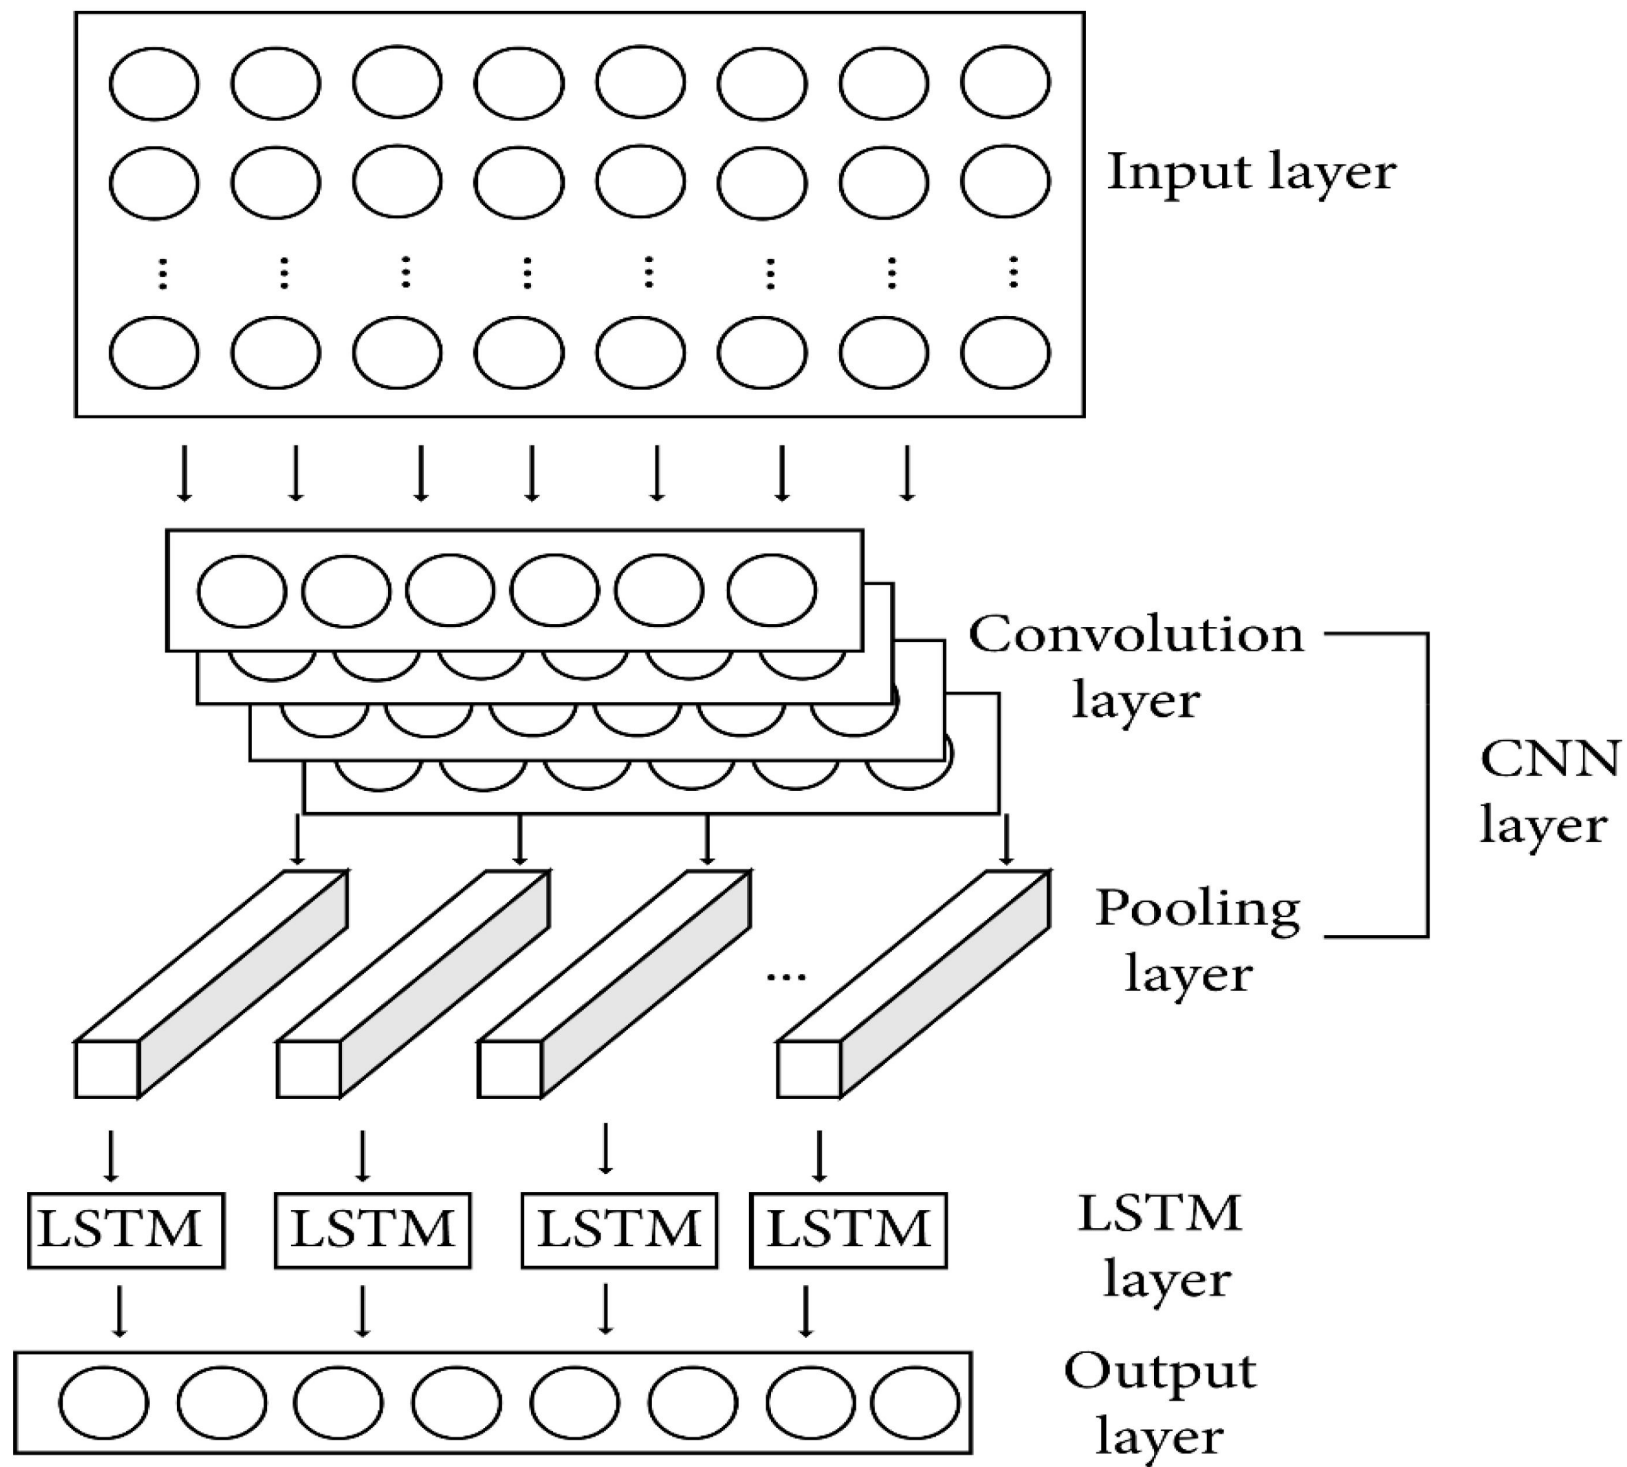 Input layer
Convolution
layer
CNN
layer
Pooling
layer
...
LSTM LSTM LSTM LSTM
LSTM
layer
Output
layer